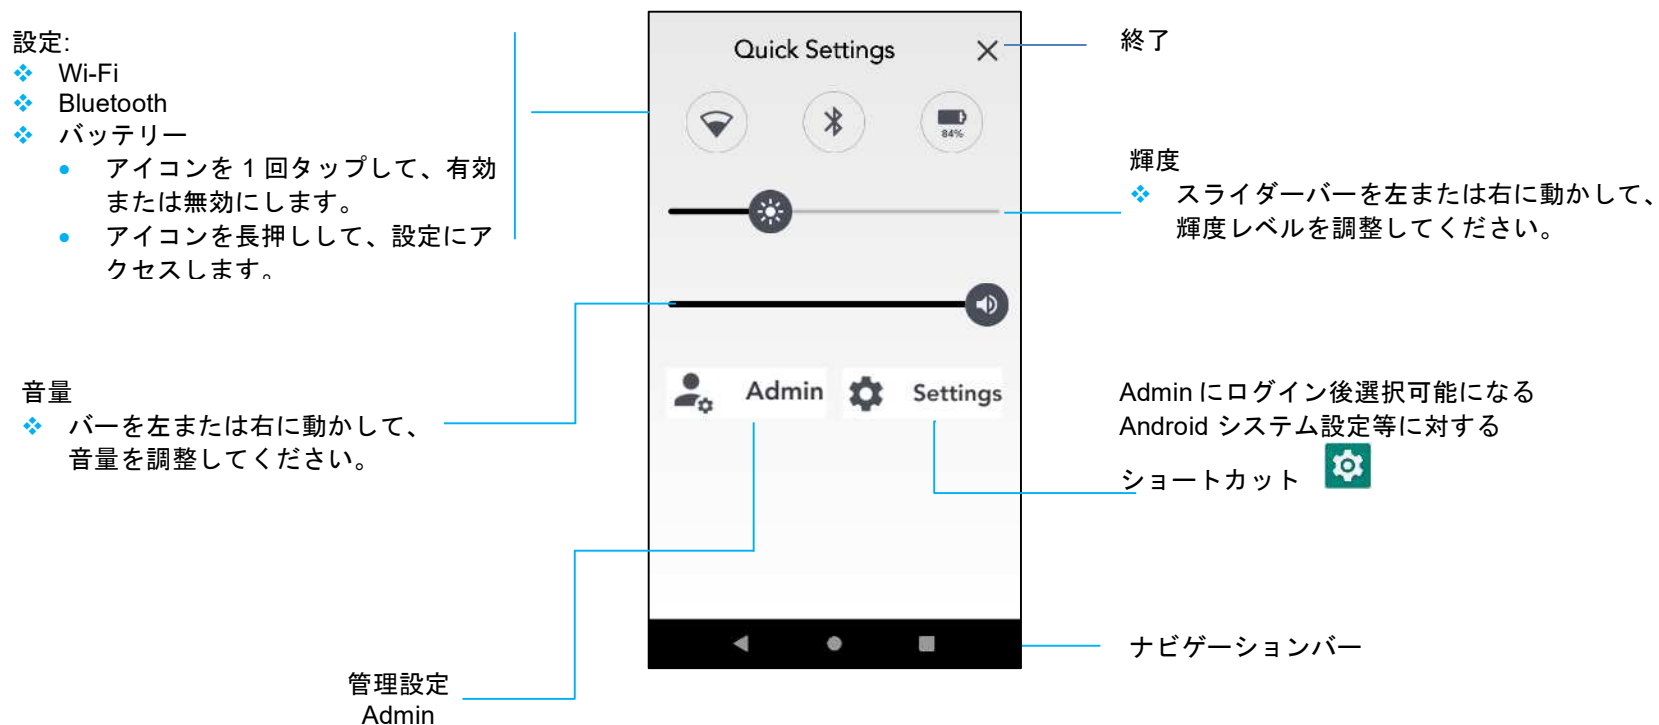 設定:
❖ Wi-Fi
❖ Bluetooth
❖ バッテリー
• アイコンを 1 回タップして、有効
または無効にします。
• アイコンを長押しして、設定にア
クセスします。
音量
❖ バーを左または右に動かして、
音量を調整してください。
管理設定
Admin
Quick Settings
84%
Admin
Settings
終了
輝度
❖ スライダーバーを左または右に動かして、
輝度レベルを調整してください。
Admin にログイン後選択可能になる
Android システム設定等に対する
ショートカット
ナビゲーションバー